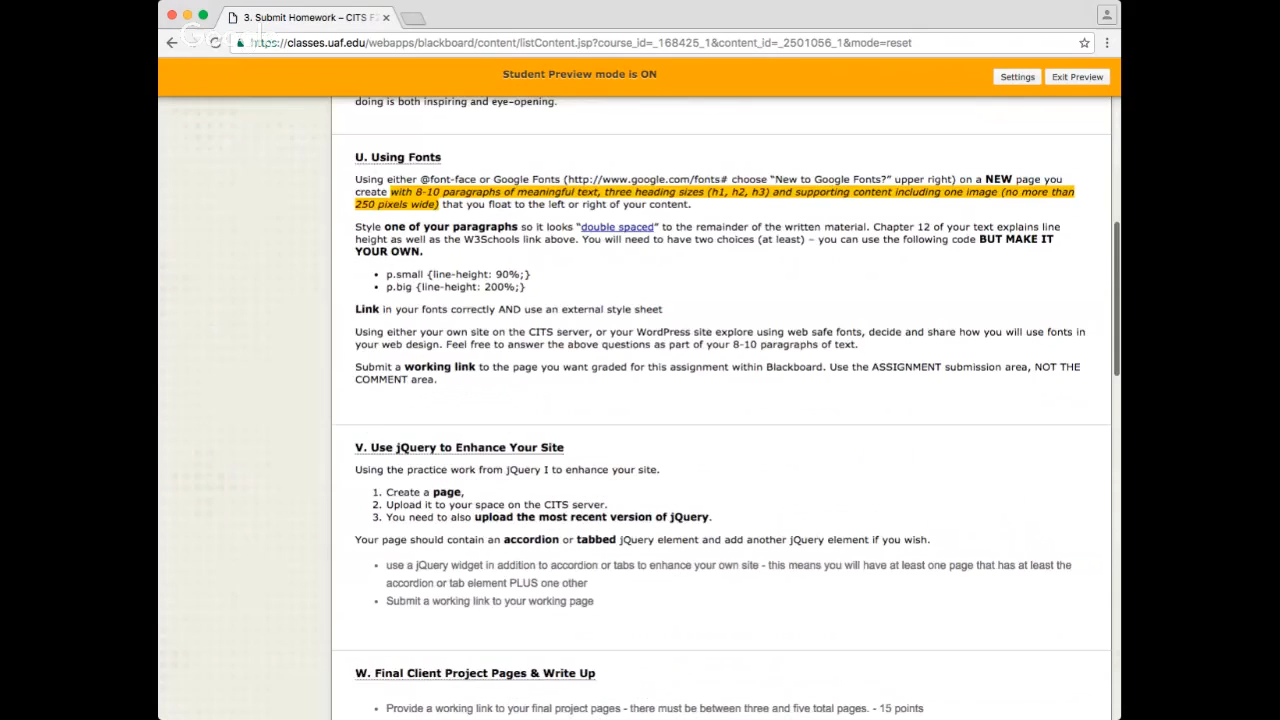 3. Submit Homework – CITS F2
Google
https://classes.uaf.edu/webapps/blackboard/content/listContent.jsp?course_id=_168425_1&content_id=_2501056_1&mode=reset
Student Preview mode is ON
Settings
Exit Preview
doing is both inspiring and eye-opening.
U. Using Fonts
Using either @font-face or Google Fonts (http://www.google.com/fonts# choose "New to Google Fonts?" upper right) on a NEW page you
create with 8-10 paragraphs of meaningful text, three heading sizes (h1, h2, h3) and supporting content including one image (no more than
250 pixels wide) that you float to the left or right of your content.
Style one of your paragraphs so it looks "double spaced" to the remainder of the written material. Chapter 12 of your text explains line
height as well as the W3Schools link above. You will need to have two choices (at least) – you can use the following code BUT MAKE IT
YOUR OWN.
• p.small {line-height: 90%;}
• p.big {line-height: 200%;}
Link in your fonts correctly AND use an external style sheet
Using either your own site on the CITS server, or your WordPress site explore using web safe fonts, decide and share how you will use fonts in
your web design. Feel free to answer the above questions as part of your 8-10 paragraphs of text.
Submit a working link to the page you want graded for this assignment within Blackboard. Use the ASSIGNMENT submission area, NOT THE
COMMENT area.
V. Use jQuery to Enhance Your Site
Using the practice work from jQuery I to enhance your site.
1. Create a page,
2. Upload it to your space on the CITS server.
3. You need to also upload the most recent version of jQuery.
Your page should contain an accordion or tabbed jQuery element and add another jQuery element if you wish.
• use a jQuery widget in addition to accordion or tabs to enhance your own site - this means you will have at least one page that has at least the
accordion or tab element PLUS one other
• Submit a working link to your working page
W. Final Client Project Pages & Write Up
• Provide a working link to your final project pages - there must be between three and five total pages. - 15 points